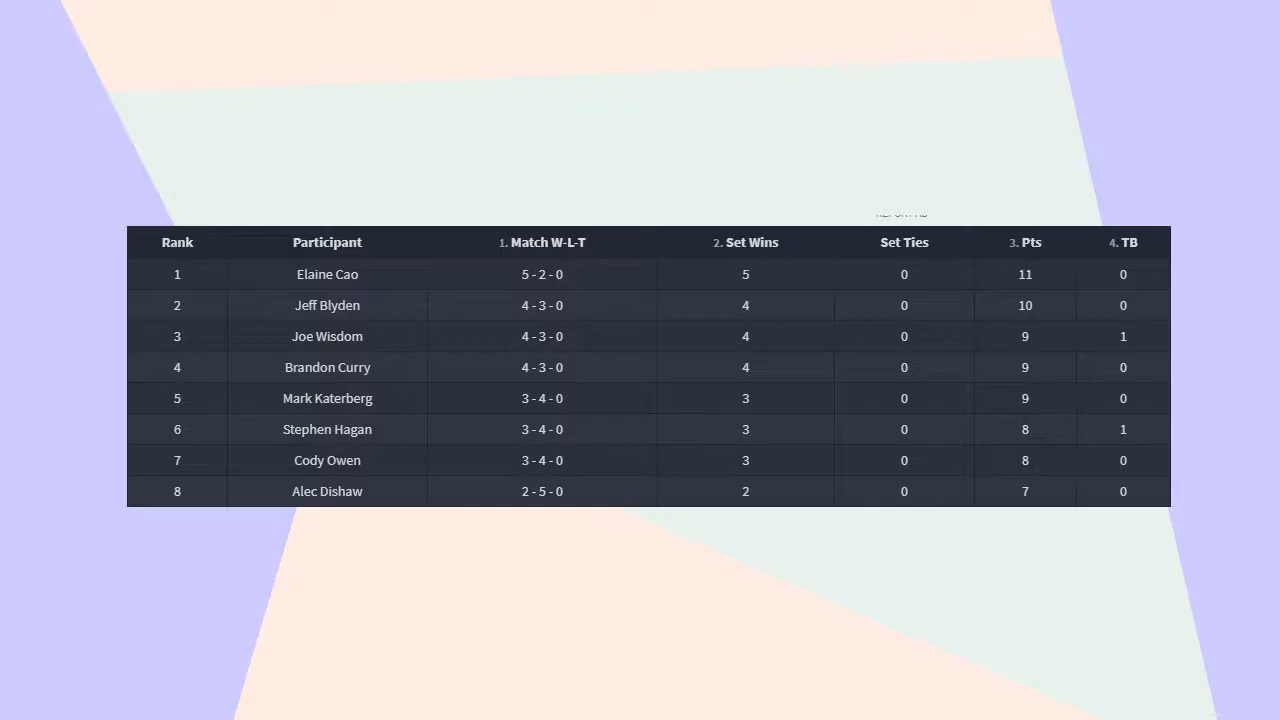 Rank Participant 1. Match W-L-T 2. Set Wins Set Ties 3. Pts 4. TB
1 Elaine Cao 5 - 2 - 0 5 0 11 0
2 Jeff Blyden 4 - 3 - 0 4 0 10 0
3 Joe Wisdom 4 - 3 - 0 4 0 9 1
4 Brandon Curry 4 - 3 - 0 4 0 9 0
5 Mark Katerberg 3 - 4 - 0 3 0 9 0
6 Stephen Hagan 3 - 4 - 0 3 0 8 1
7 Cody Owen 3 - 4 - 0 3 0 8 0
8 Alec Dishaw 2 - 5 - 0 2 0 7 0